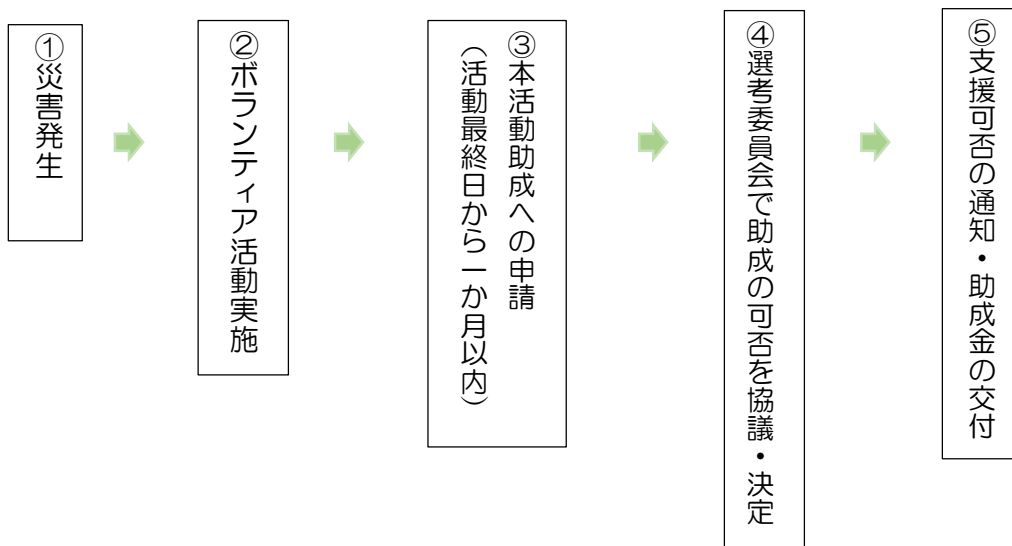 ①災害発生
②ボランティア活動実施
③本活動助成への申請
（活動最終日から一か月以内）
④選考委員会で助成の可否を協議・決定
⑤支援可否の通知・助成金の交付